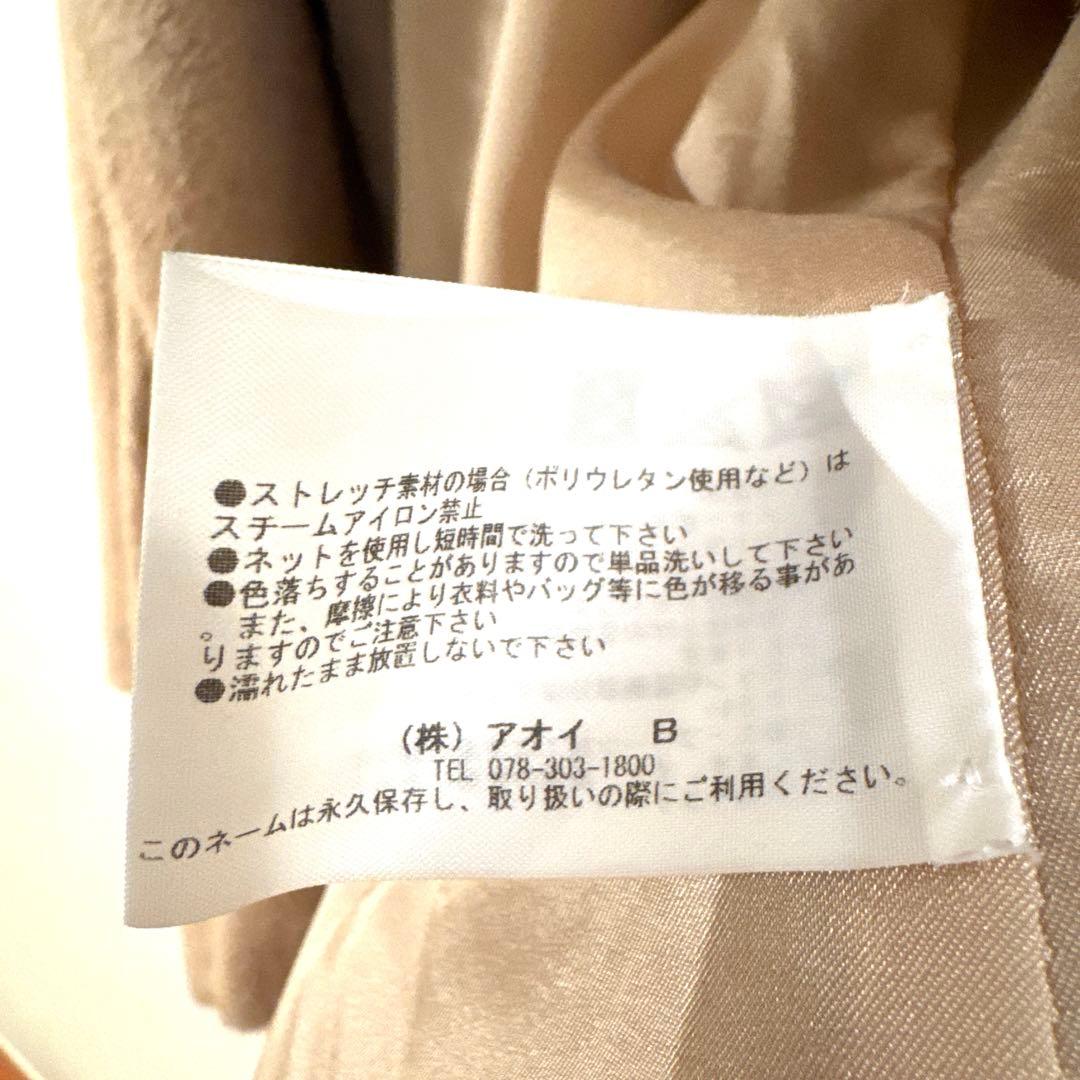 ●ストレッチ素材の場合（ポリウレタン使用など）は
スチームアイロン禁止
●ネットを使用し短時間で洗って下さい
●色落ちすることがありますので単品洗いして下さい
。また、摩擦により衣料やバッグ等に色が移る事があ
りますのでご注意下さい
●濡れたまま放置しないで下さい
（株）アオイ　B
TEL 078-303-1800
このネームは永久保存し、取り扱いの際にご利用ください。